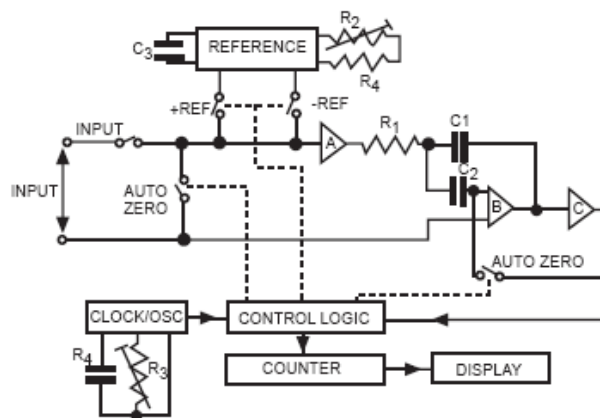 R2
C3
REFERENCE
R4
+REF
-REF
INPUT
A
R1
C1
C2
INPUT
AUTO
ZERO
B
C
AUTO ZERO
CLOCK/OSC
CONTROL LOGIC
R4
R3
COUNTER
DISPLAY